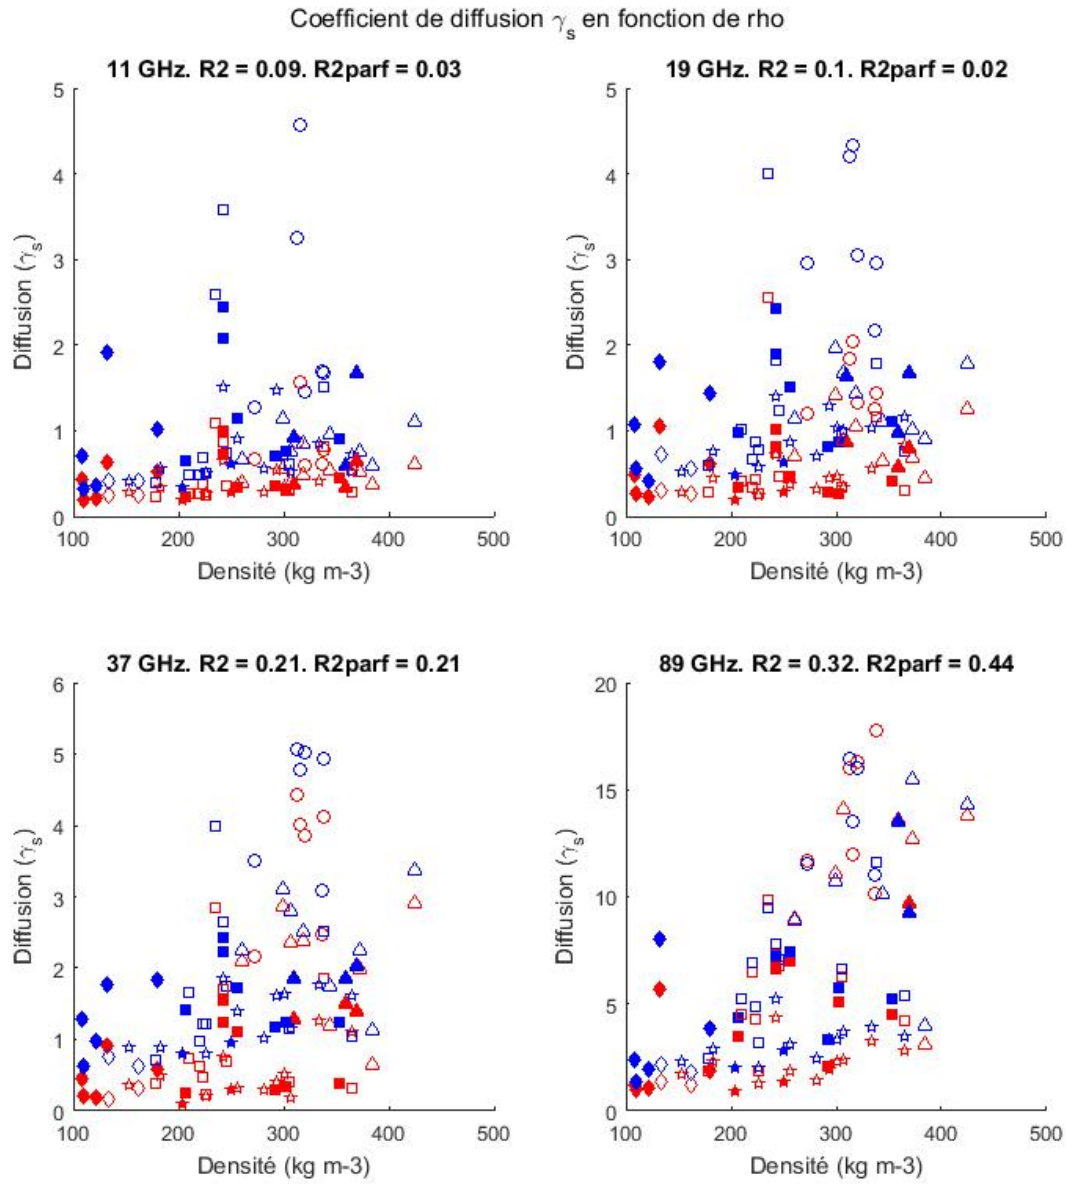 Coefficient de diffusion γs en fonction de rho
11 GHz. R2 = 0.09. R2parf = 0.03
5
4
3
2
1
0
Diffusion (γs)
100 200 300 400 500
Densité (kg m-3)
19 GHz. R2 = 0.1. R2parf = 0.02
5
4
3
2
1
0
Diffusion (γs)
100 200 300 400 500
Densité (kg m-3)
37 GHz. R2 = 0.21. R2parf = 0.21
6
5
4
3
2
1
0
Diffusion (γs)
100 200 300 400 500
Densité (kg m-3)
89 GHz. R2 = 0.32. R2parf = 0.44
20
15
10
5
0
Diffusion (γs)
100 200 300 400 500
Densité (kg m-3)